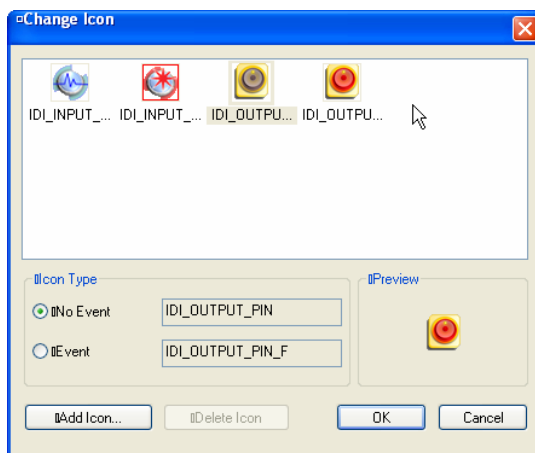 Change Icon
IDI_INPUT_... IDI_INPUT_... IDI_OUTPU... IDI_OUTPU...
Icon Type
Preview
No Event IDI_OUTPUT_PIN
Event IDI_OUTPUT_PIN_F
Add Icon... Delete Icon OK Cancel